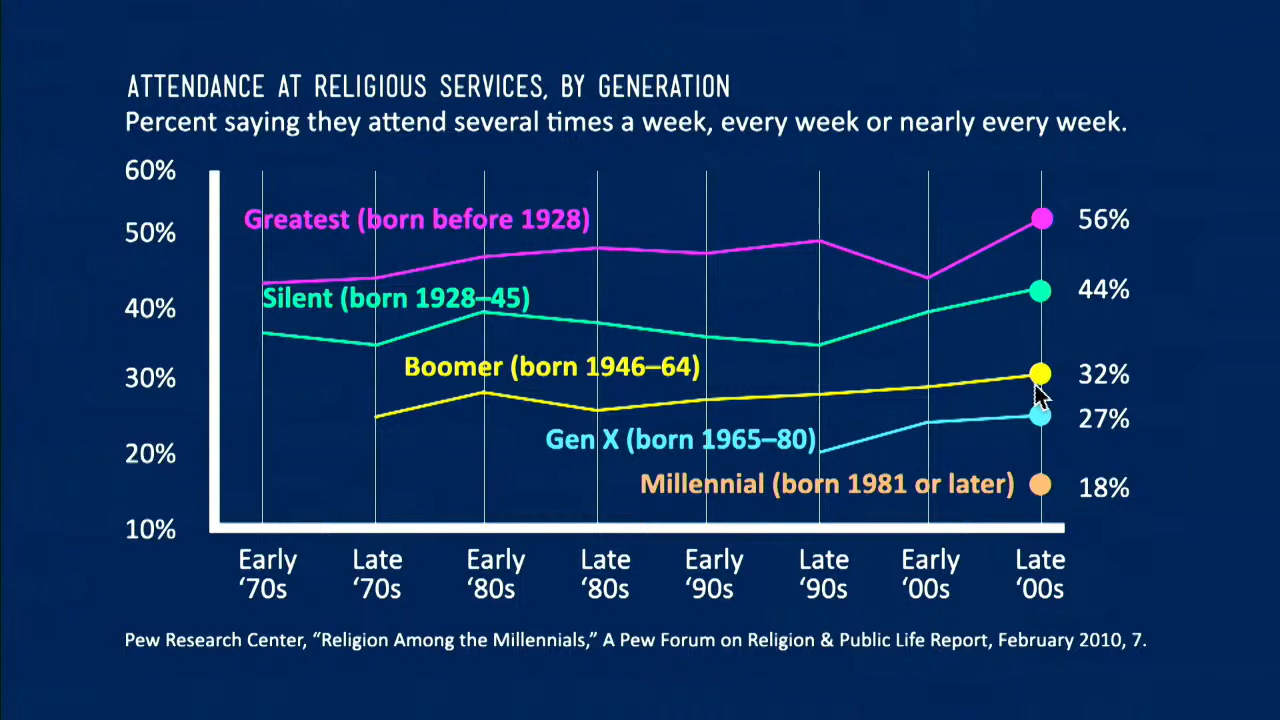 ATTENDANCE AT RELIGIOUS SERVICES, BY GENERATION
Percent saying they attend several times a week, every week or nearly every week.
60%
50%
40%
30%
20%
10%
Greatest (born before 1928)
56%
Silent (born 1928–45)
44%
Boomer (born 1946–64)
32%
Gen X (born 1965–80)
27%
Millennial (born 1981 or later)
18%
Early ‘70s
Late ‘70s
Early ‘80s
Late ‘80s
Early ‘90s
Late ‘90s
Early ‘00s
Late ‘00s
Pew Research Center, “Religion Among the Millennials,” A Pew Forum on Religion & Public Life Report, February 2010, 7.